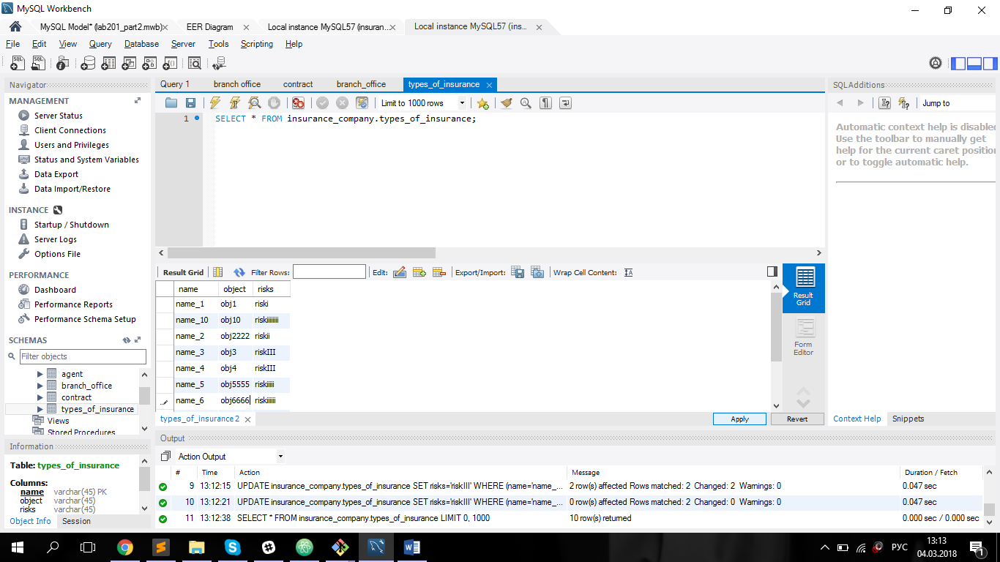 MySQL Workbench
MySQL Model* (lab201_part2.mwb) EER Diagram Local instance MySQL57 (insuran... Local instance MySQL57 (ins...
File Edit View Query Database Server Tools Scripting Help
Navigator
MANAGEMENT
Server Status
Client Connections
Users and Privileges
Status and System Variables
Data Export
Data Import/Restore
INSTANCE
Startup / Shutdown
Server Logs
Options File
PERFORMANCE
Dashboard
Performance Reports
Performance Schema Setup
SCHEMAS
Filter objects
agent
branch_office
contract
types_of_insurance
Views
Stored Procedures
Information
Table: types_of_insurance
Columns:
name varchar(45) PK
object varchar(45)
risks varchar(45)
Object Info Session
Query 1 branch office contract branch_office types_of_insurance
Limit to 1000 rows
1 SELECT * FROM insurance_company.types_of_insurance;
Result Grid Filter Rows: Edit: Export/Import: Wrap Cell Content:
name object risks
name_1 obj1 riski
name_10 obj10 riskiiiiiiii
name_2 obj2222 riskii
name_3 obj3 riskIII
name_4 obj4 riskIII
name_5 obj5555 riskiiiii
name_6 obj6666 riskiiiiii
Result
Grid
Form
Editor
types_of_insurance 2 Apply Revert
SQLAdditions
Jump to
Automatic context help is disabled
Use the toolbar to manually get
help for the current caret position
or to toggle automatic help.
Context Help Snippets
Output
Action Output
# Time Action Message Duration / Fetch
9 13:12:15 UPDATE insurance_company.types_of_insurance SET risks='riskIII' WHERE (name='name_... 2 row(s) affected Rows matched: 2 Changed: 2 Warnings: 0 0.047 sec
10 13:12:21 UPDATE insurance_company.types_of_insurance SET risks='riskIII' WHERE (name='name_... 0 row(s) affected Rows matched: 2 Changed: 0 Warnings: 0 0.047 sec
11 13:12:38 SELECT * FROM insurance_company.types_of_insurance LIMIT 0, 1000 10 row(s) returned 0.000 sec / 0.000 sec
РУС
13:13
04.03.2018
1